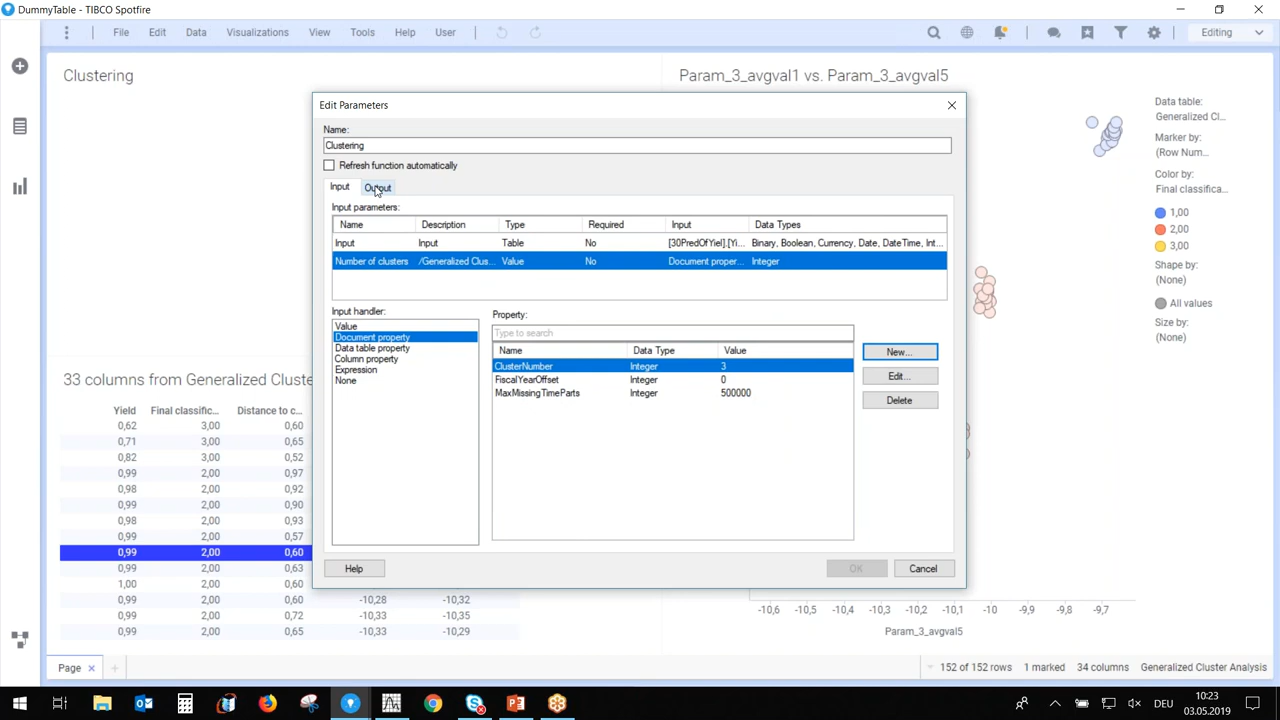 DummyTable - TIBCO Spotfire
File Edit Data Visualizations View Tools Help User Editing
Clustering
Param_3_avgval1 vs. Param_3_avgval5
Edit Parameters
Name:
Clustering
Refresh function automatically
Input Output
Input parameters:
Name Description Type Required Input Data Types
Input Input Table No [30PredOfYiel].[Yi... Binary, Boolean, Currency, Date, DateTime, Int...
Number of clusters /Generalized Clus... Value No Document proper... Integer
Input handler:
Value
Document property
Data table property
Column property
Expression
None
Property:
Type to search
Name Data Type Value
ClusterNumber Integer 3
FiscalYearOffset Integer 0
MaxMissingTimeParts Integer 500000
New...
Edit...
Delete
Help OK Cancel
Data table:
Generalized Cl...
Marker by:
(Row Num...
Color by:
Final classifica...
1,00
2,00
3,00
Shape by:
(None)
All values
Size by:
(None)
33 columns from Generalized Cluste
Yield Final classific... Distance to c...
0,62 3,00 0,60
0,71 3,00 0,65
0,82 3,00 0,52
0,99 2,00 0,97
0,98 2,00 0,92
0,99 2,00 0,90
0,98 2,00 0,93
0,99 2,00 0,57
0,99 2,00 0,60
0,99 2,00 0,63
1,00 2,00 0,60
0,99 2,00 0,60 -10,28 -10,32
0,99 2,00 0,72 -10,33 -10,35
0,99 2,00 0,65 -10,33 -10,29
-10,6 -10,5 -10,4 -10,3 -10,2 -10,1 -10 -9,9 -9,8 -9,7
Param_3_avgval5
Page
152 of 152 rows 1 marked 34 columns Generalized Cluster Analysis
DEU
10:23
03.05.2019